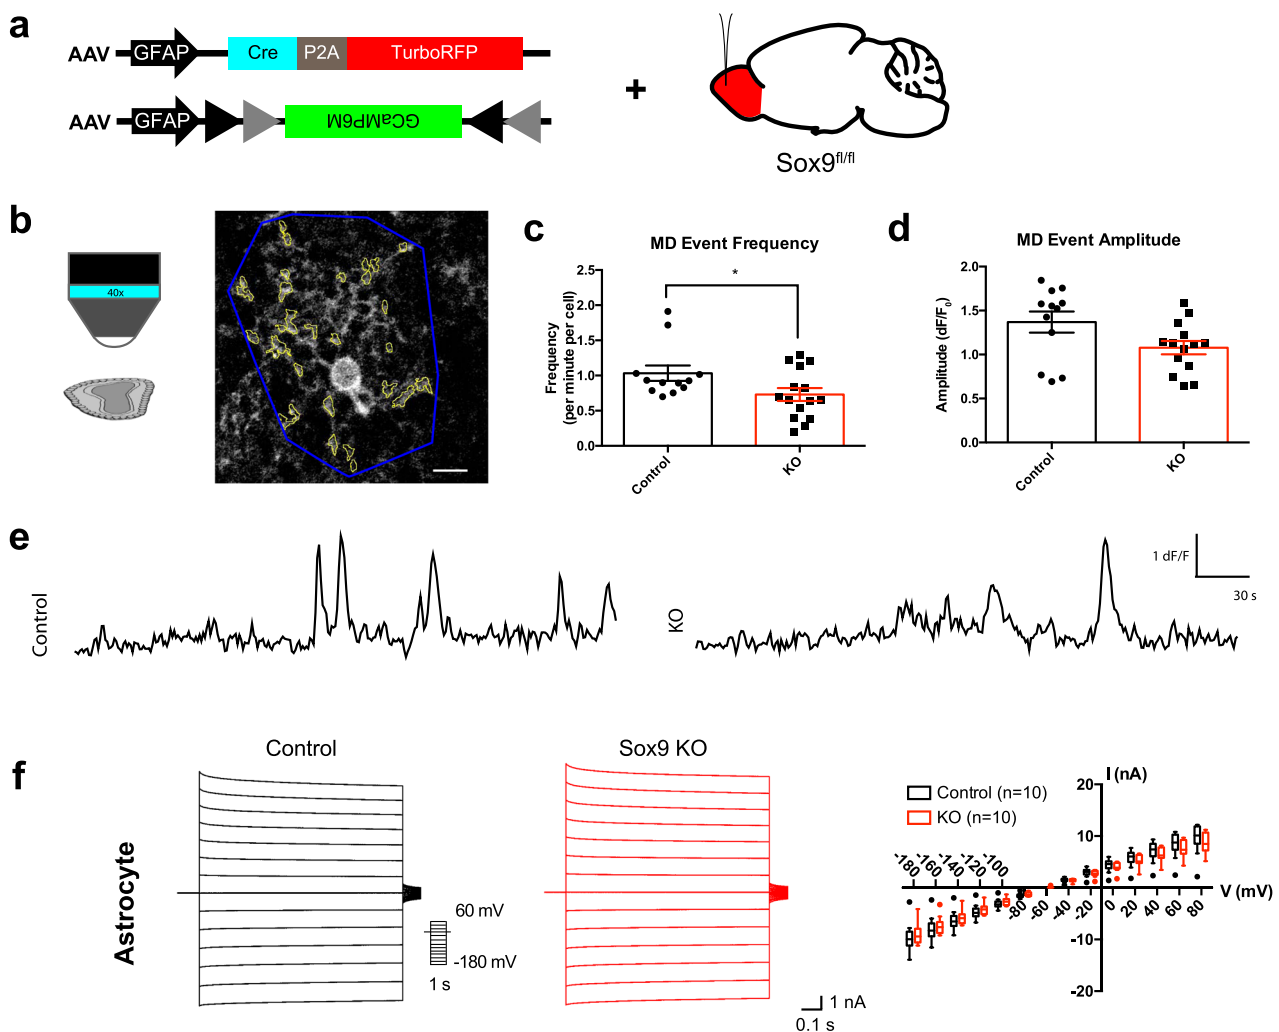 a
AAV GFAP Cre P2A TurboRFP
AAV GFAP GCaMP6M
+
Sox9fl/fl
b
40x
c
MD Event Frequency
Frequency
(per minute per cell)
2.5
2.0
1.5
1.0
0.5
0.0
*
Control
KO
d
MD Event Amplitude
Amplitude (dF/F0)
2.0
1.5
1.0
0.5
0.0
Control
KO
e
Control
KO
1 dF/F
30 s
f
Astrocyte
Control
60 mV
-180 mV
1 s
Sox9 KO
1 nA
0.1 s
I (nA)
Control (n=10)
KO (n=10)
20
10
-10
-20
-180 -160 -140 -120 -100 -80 -60 -40 -20 0 20 40 60 80
V (mV)